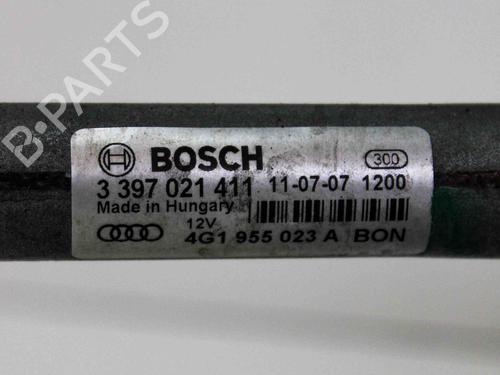 B-PARTS
BOSCH 300
3 397 021 411 11-07-07 1200
Made in Hungary
12V
4G1 955 023 A BON